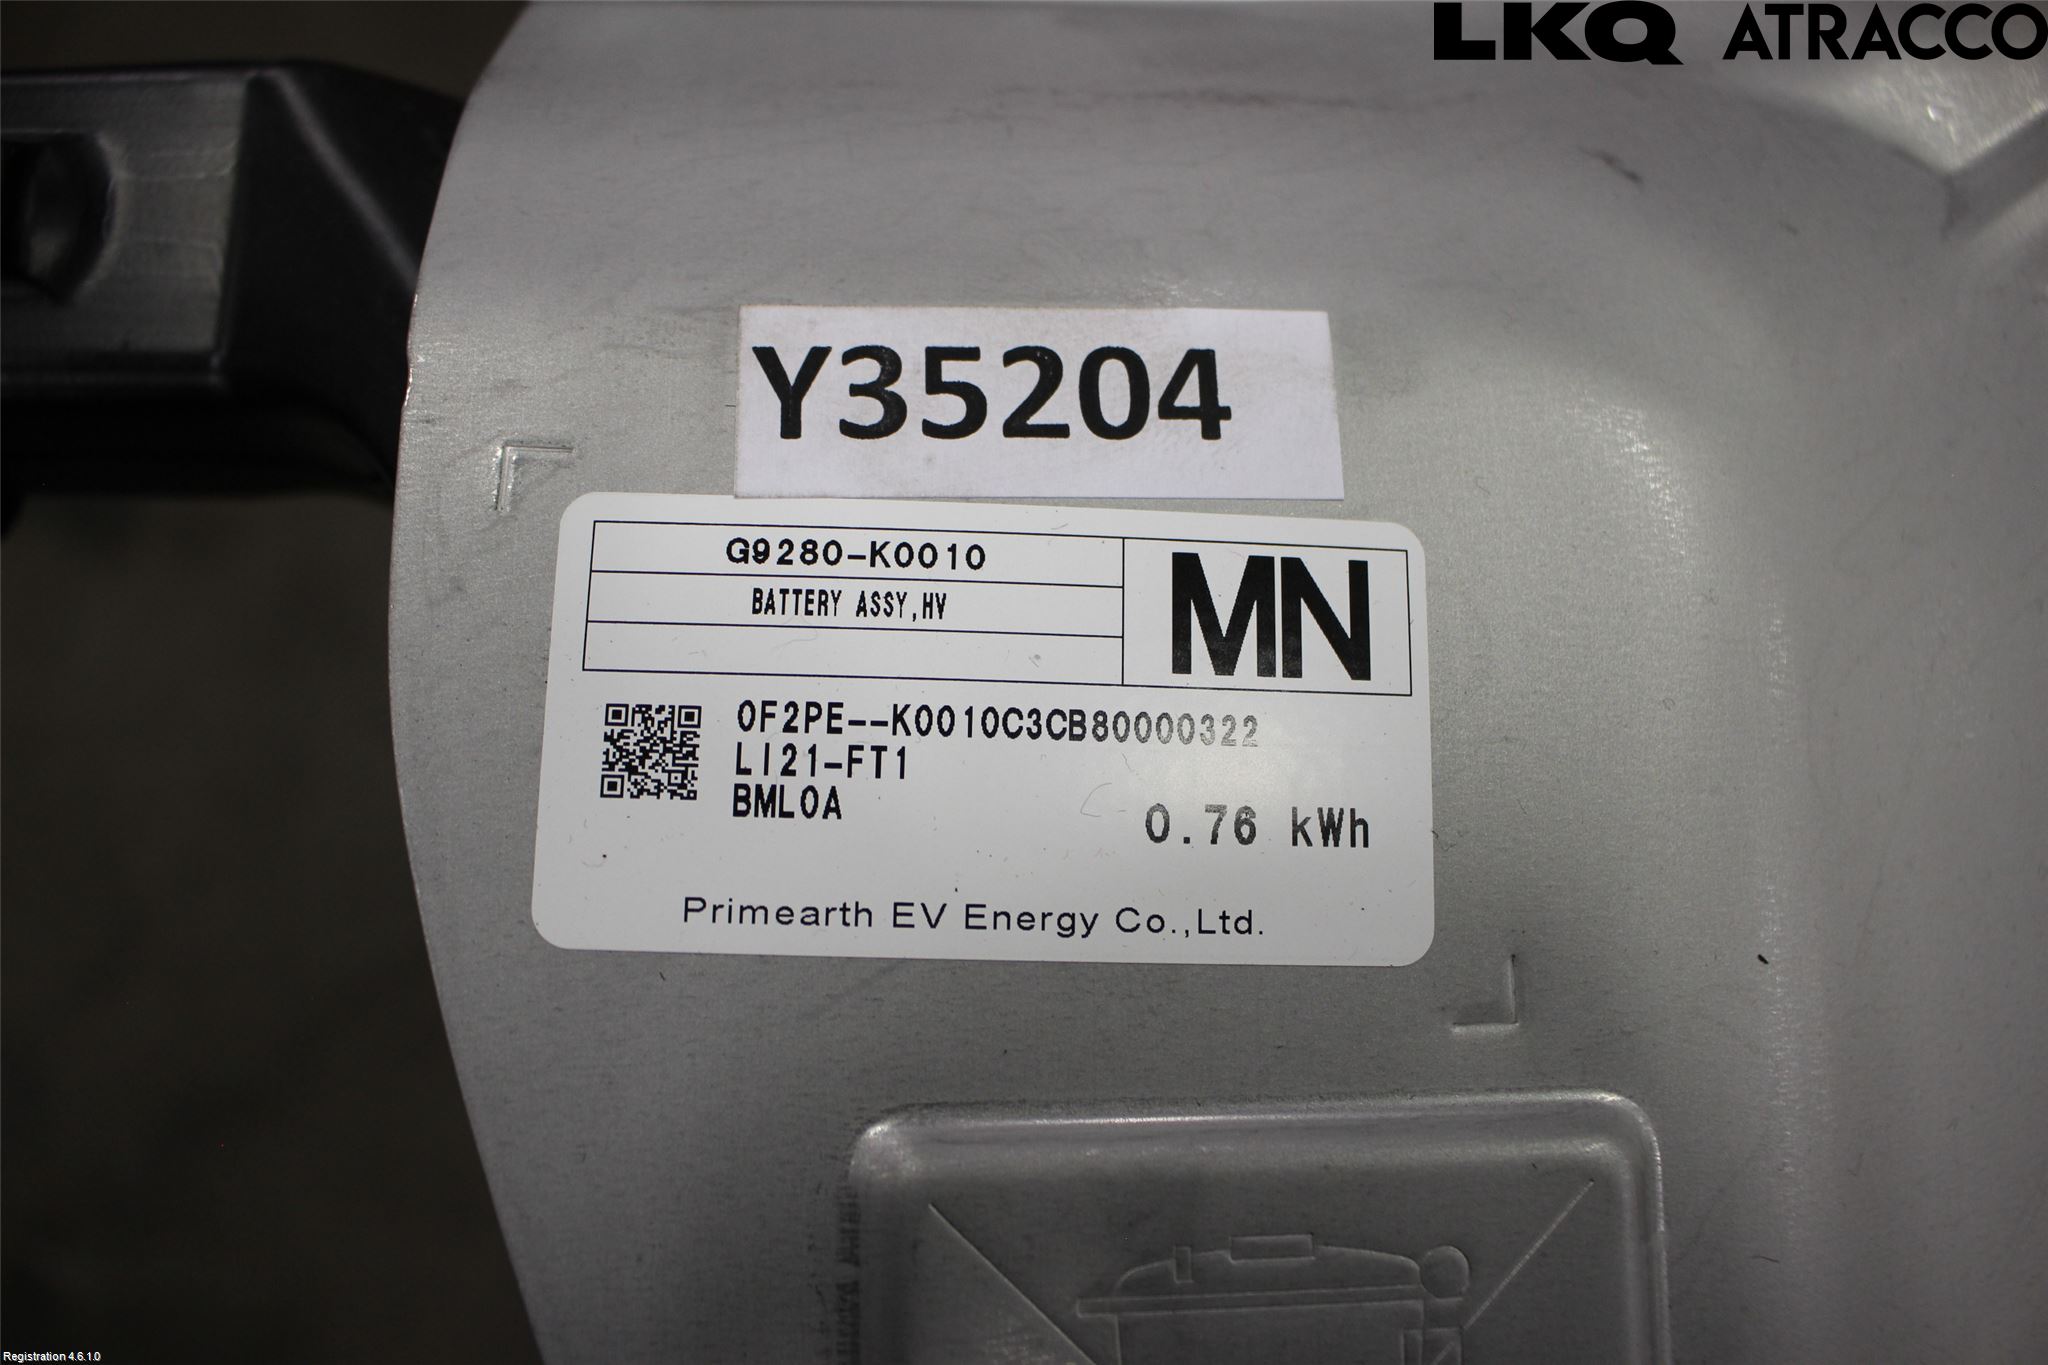 LKQ ATRACCO
Y35204
G9280-K0010
BATTERY ASSY,HV
MN
0F2PE--K0010C3CB80000322
LI21-FT1
BML0A
0.76 kWh
Primearth EV Energy Co.,Ltd.
Registration 4.6.1.0